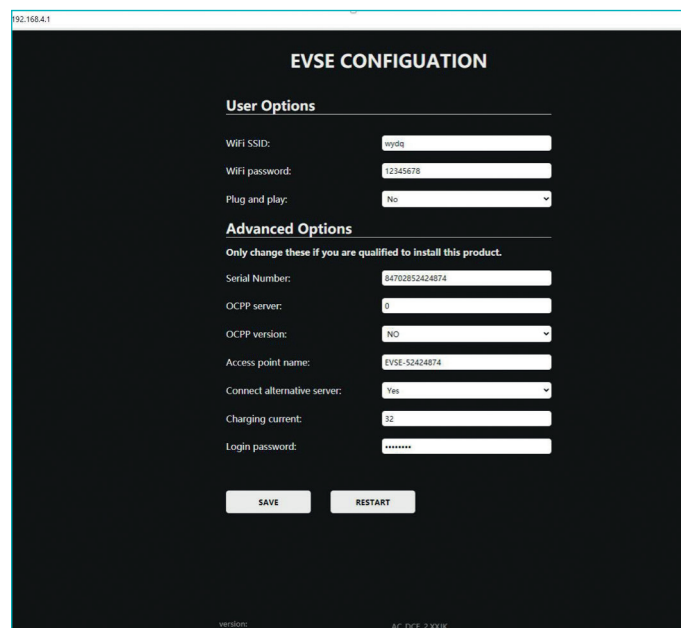 192.168.4.1
EVSE CONFIGUATION
User Options
WiFi SSID: wydq
WiFi password: 12345678
Plug and play: No
Advanced Options
Only change these if you are qualified to install this product.
Serial Number: 84702852424874
OCPP server: 0
OCPP version: NO
Access point name: EVSE-52424874
Connect alternative server: Yes
Charging current: 32
Login password: ••••••••
SAVE RESTART
version: